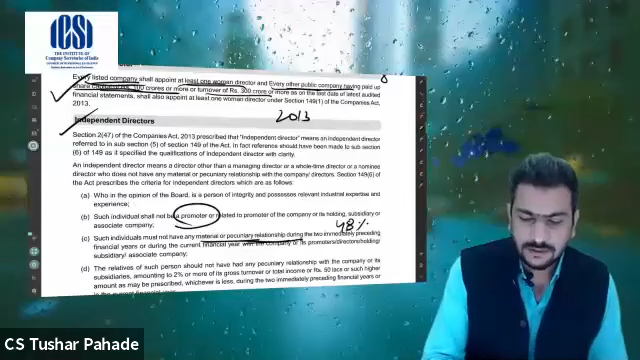 ICSI
THE INSTITUTE OF
Company Secretaries of India
Every listed company shall appoint at least one woman director and Every other public company having paid up
share capital of Rs. 100 crores or more or turnover of Rs. 300 crore or more as on the last date of latest audited
financial statements, shall also appoint at least one woman director under Section 149(1) of the Companies Act,
2013.
2013
Independent Directors
Section 2(47) of the Companies Act, 2013 prescribed that "Independent director" means an independent director
referred to in sub section (5) of section 149 of the Act. In fact reference should have been made to sub section
(6) of 149 as it specified the qualifications of independent director with clarity.
An independent director means a director other than a managing director or a whole-time director or a nominee
director who does not have any material or pecuniary relationship with the company/ directors. Section 149(6) of
the Act prescribes the criteria for independent directors which are as follows:
(a) Who in the opinion of the Board, is a person of integrity and possesses relevant industrial expertise and
experience;
(b) Such individual shall not be a promoter or related to promoter of the company or its holding, subsidiary or
associate company;
48%
(c) Such individuals must not have any material or pecuniary relationship during the two immediately preceding
financial years or during the current financial year with the company or its promoters/directors/holding/
subsidiary/ associate company;
(d) The relatives of such person should not have had any pecuniary relationship with the company or its
subsidiaries, amounting to 2% or more of its gross turnover or total income or Rs. 50 lacs or such higher
amount as may be prescribed, whichever is less, during the two immediately preceding financial years or
CS Tushar Pahade